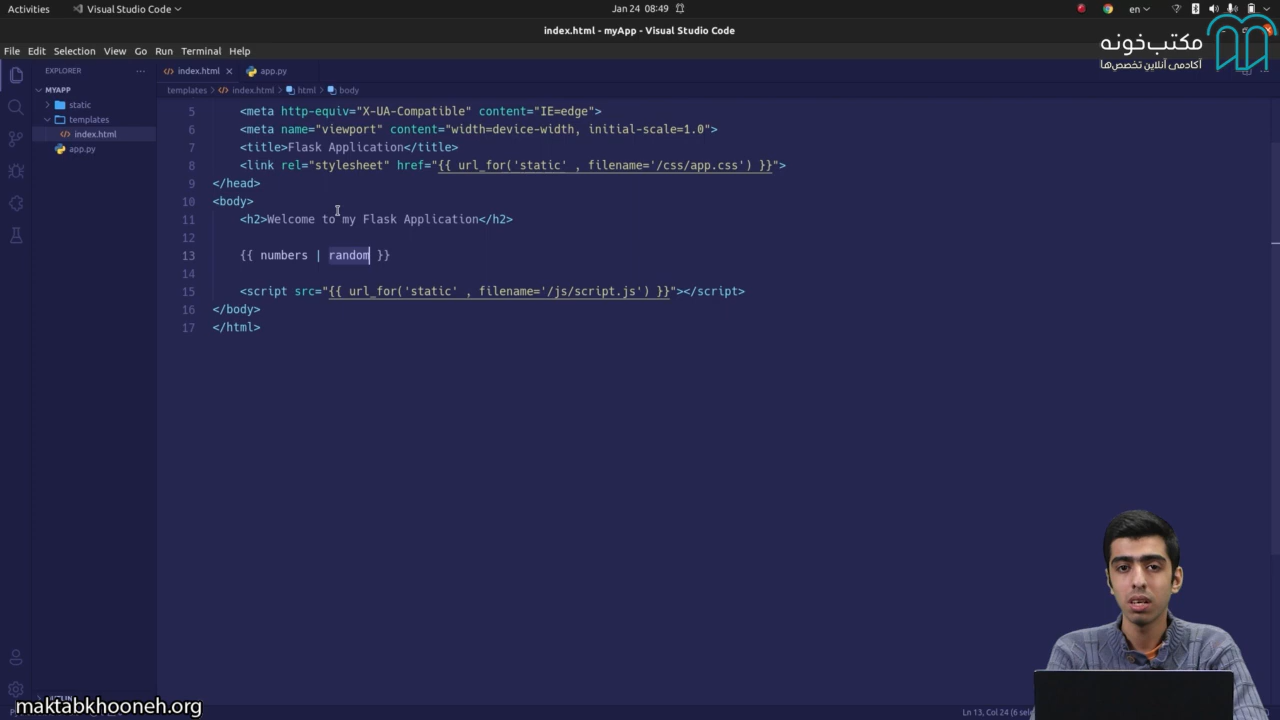 Activities
Visual Studio Code
Jan 24 08:49
en
index.html - myApp - Visual Studio Code
مکتب‌خونه
آکادمی آنلاین تخصص‌ها
File Edit Selection View Go Run Terminal Help
EXPLORER
index.html
app.py
MYAPP
static
templates
index.html
app.py
templates > index.html > html > body
5 <meta http-equiv="X-UA-Compatible" content="IE=edge">
6 <meta name="viewport" content="width=device-width, initial-scale=1.0">
7 <title>Flask Application</title>
8 <link rel="stylesheet" href="{{ url_for('static' , filename='/css/app.css') }}">
9 </head>
10 <body>
11 <h2>Welcome to my Flask Application</h2>
12
13 {{ numbers | random }}
14
15 <script src="{{ url_for('static' , filename='/js/script.js') }}"></script>
16 </body>
17 </html>
maktabkhooneh.org
Ln 13, Col 24 (6 sele